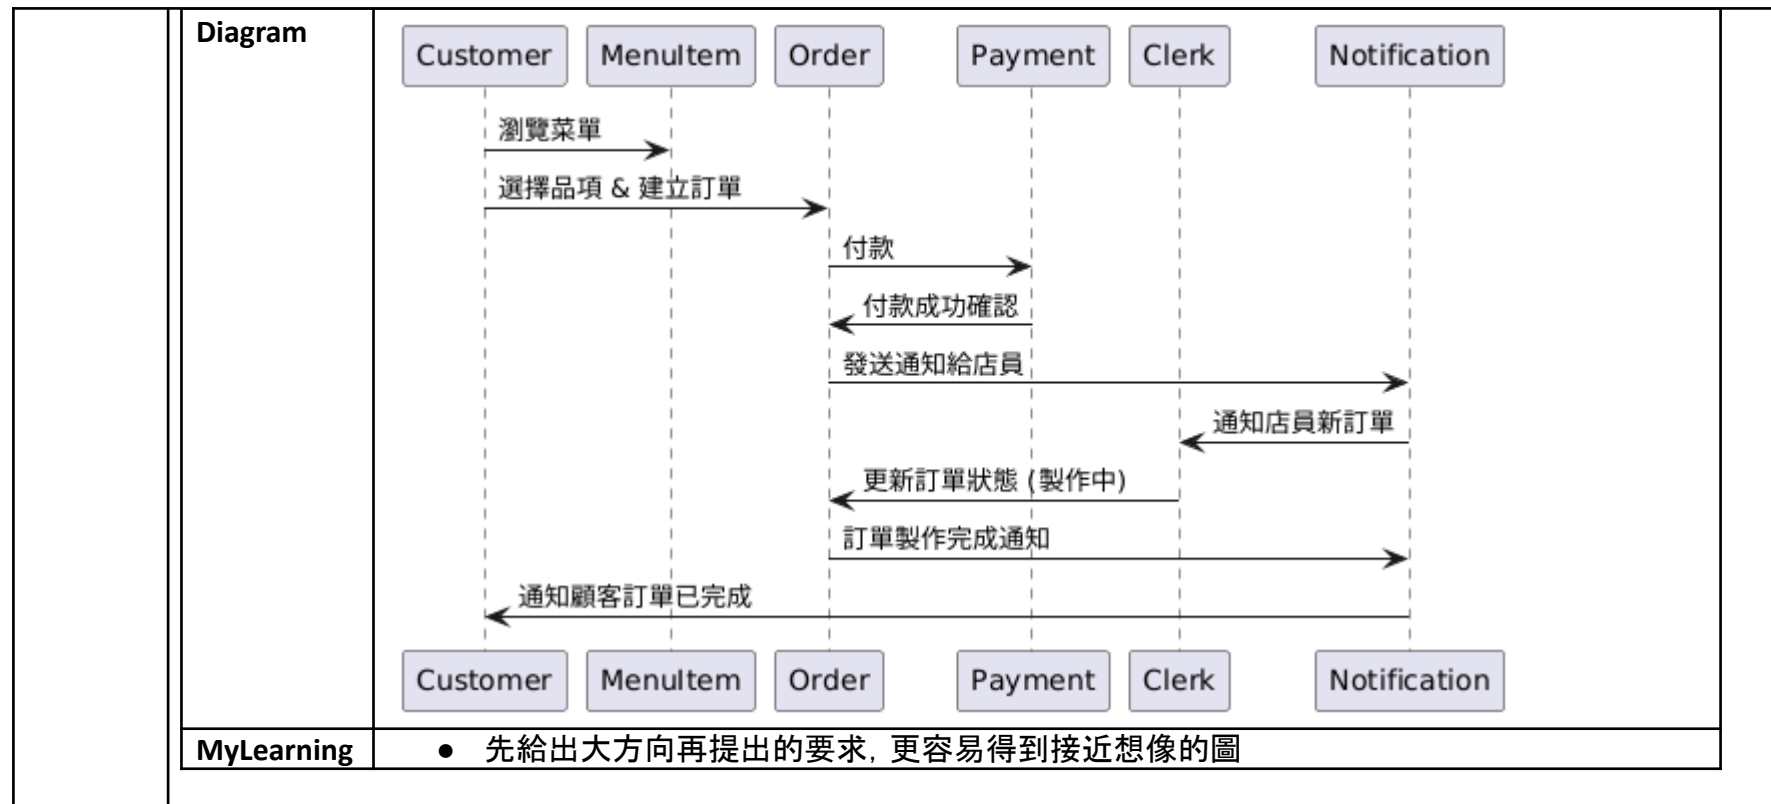 Diagram
Customer MenuItem Order Payment Clerk Notification
瀏覽菜單
選擇品項 & 建立訂單
付款
付款成功確認
發送通知給店員
通知店員新訂單
更新訂單狀態 (製作中)
訂單製作完成通知
通知顧客訂單已完成
Customer MenuItem Order Payment Clerk Notification
MyLearning
● 先給出大方向再提出的要求, 更容易得到接近想像的圖